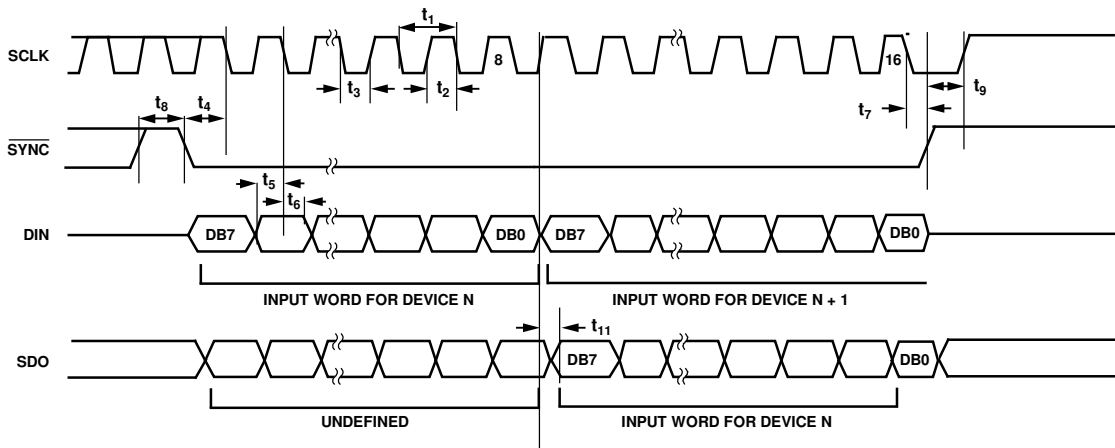 t1
SCLK
8
16
t3
t2
t9
t8
t4
t7
SYNC
t5
t6
DIN
DB7
DB0
DB7
DB0
INPUT WORD FOR DEVICE N
INPUT WORD FOR DEVICE N + 1
t11
SDO
DB7
DB0
UNDEFINED
INPUT WORD FOR DEVICE N